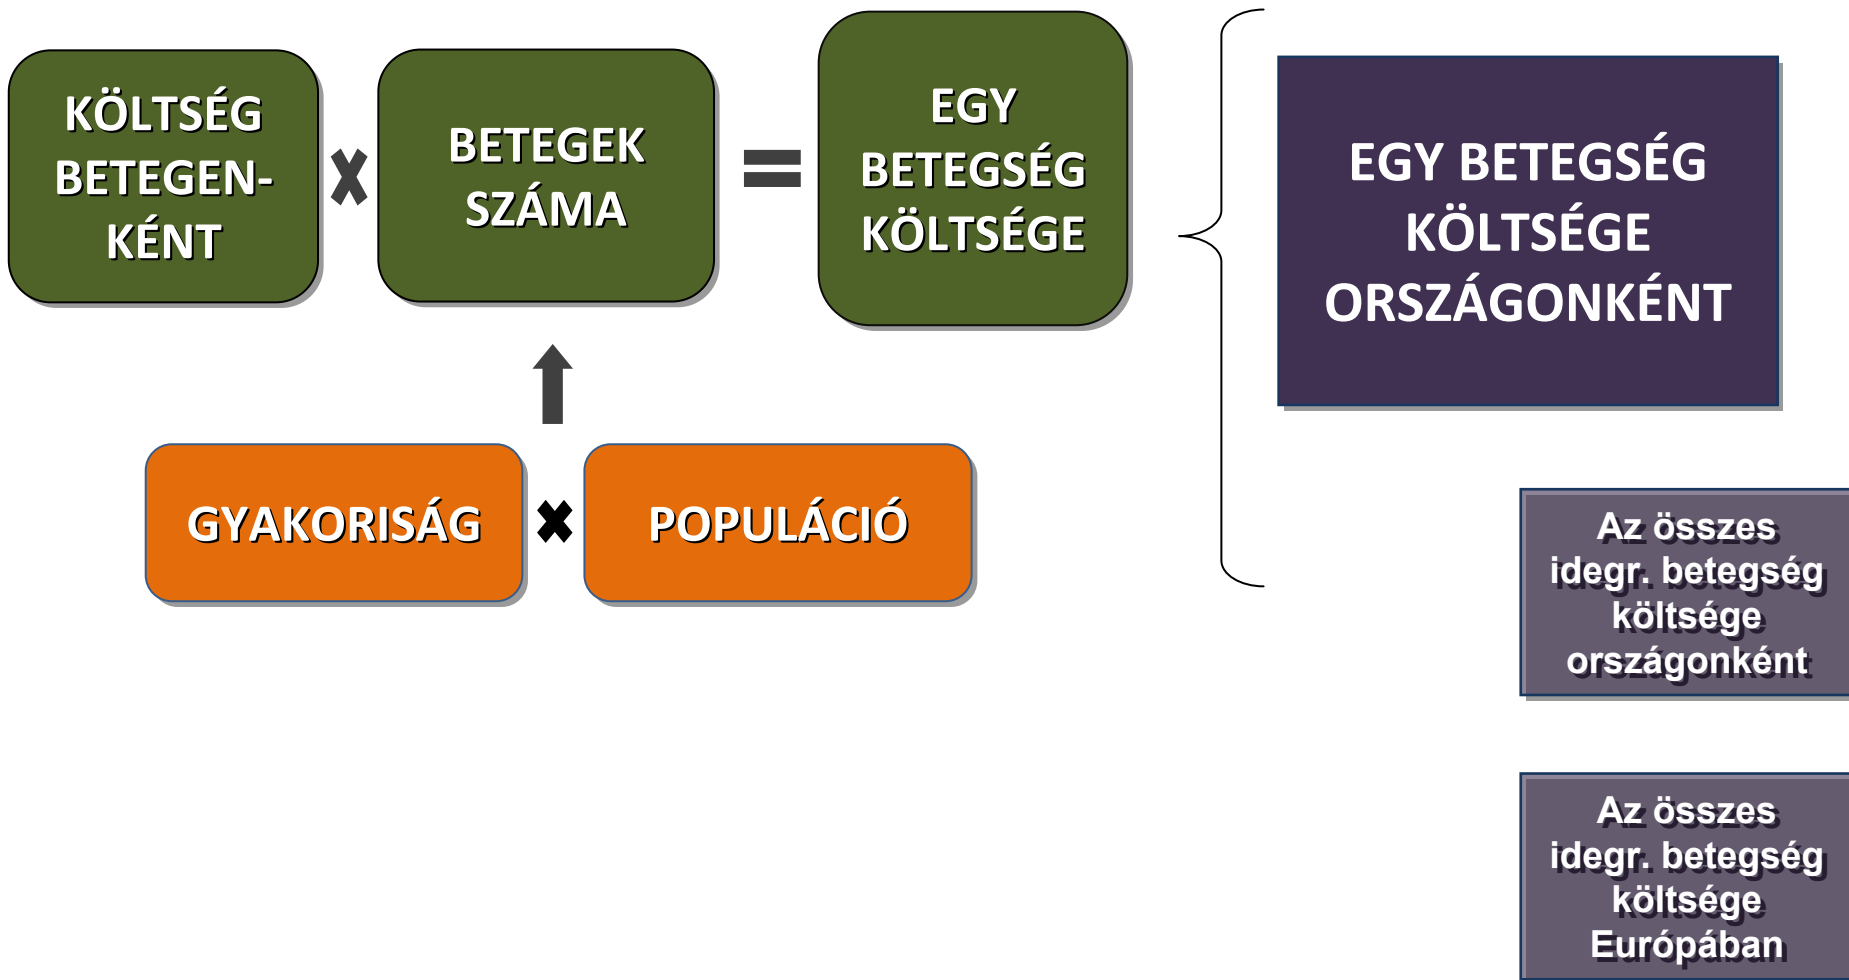 KÖLTSÉG
BETEGEN-
KÉNT
BETEGEK
SZÁMA
=
EGY
BETEGSÉG
KÖLTSÉGE
EGY BETEGSÉG
KÖLTSÉGE
ORSZÁGONKÉNT
GYAKORISÁG
POPULÁCIÓ
Az összes
idegr. betegség
költsége
országonként
Az összes
idegr. betegség
költsége
Európában